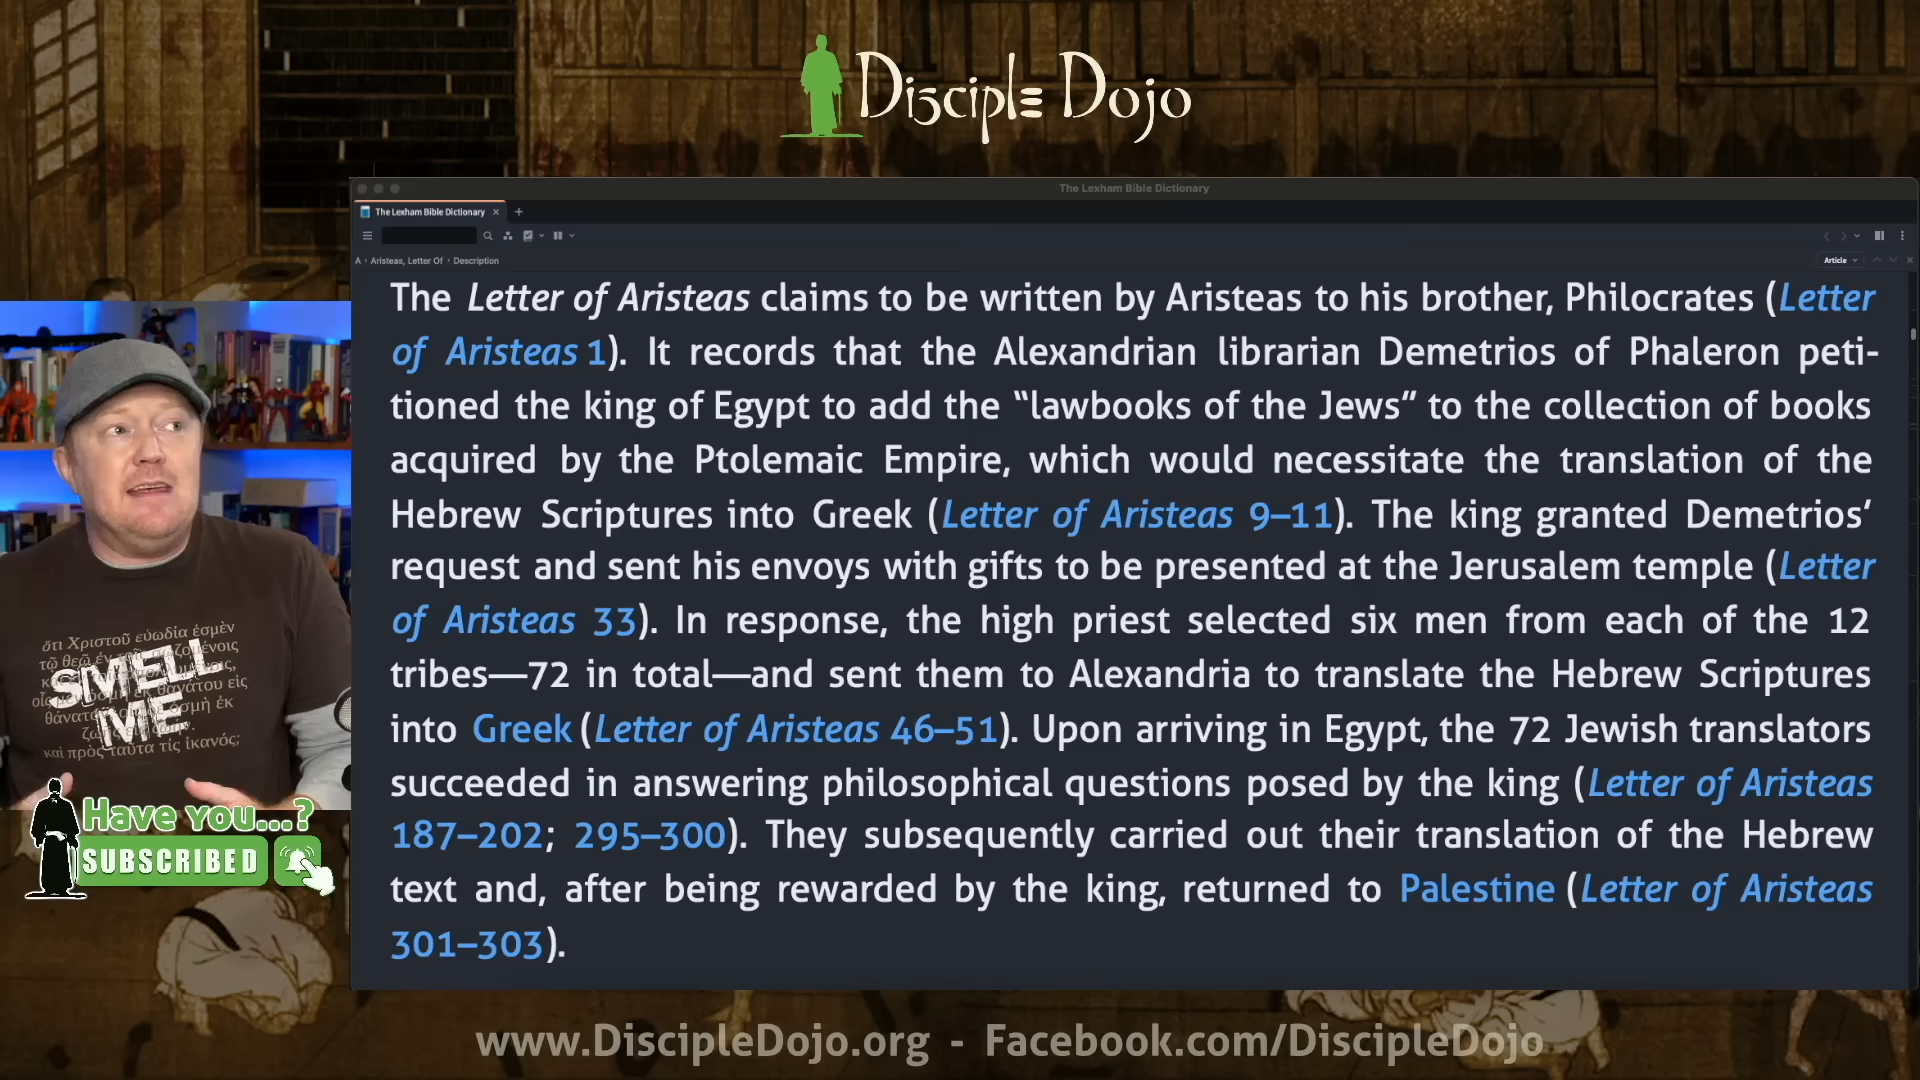 Disciple Dojo
The Lexham Bible Dictionary
The Lexham Bible Dictionary
A › Aristeas, Letter Of › Description
Article
The Letter of Aristeas claims to be written by Aristeas to his brother, Philocrates (Letter
of Aristeas 1). It records that the Alexandrian librarian Demetrios of Phaleron peti-
tioned the king of Egypt to add the “lawbooks of the Jews” to the collection of books
acquired by the Ptolemaic Empire, which would necessitate the translation of the
Hebrew Scriptures into Greek (Letter of Aristeas 9–11). The king granted Demetrios’
request and sent his envoys with gifts to be presented at the Jerusalem temple (Letter
of Aristeas 33). In response, the high priest selected six men from each of the 12
tribes—72 in total—and sent them to Alexandria to translate the Hebrew Scriptures
into Greek (Letter of Aristeas 46–51). Upon arriving in Egypt, the 72 Jewish translators
succeeded in answering philosophical questions posed by the king (Letter of Aristeas
187–202; 295–300). They subsequently carried out their translation of the Hebrew
text and, after being rewarded by the king, returned to Palestine (Letter of Aristeas
301–303).
ὅτι Χριστοῦ εὐωδία ἐσμὲν
τῷ θεῷ ἐν
SMELL
ME
θανάτου εἰς
ὀσμὴ ἐκ
καὶ πρὸς ταῦτα τίς ἱκανός;
Have you...?
SUBSCRIBED
www.DiscipleDojo.org - Facebook.com/DiscipleDojo